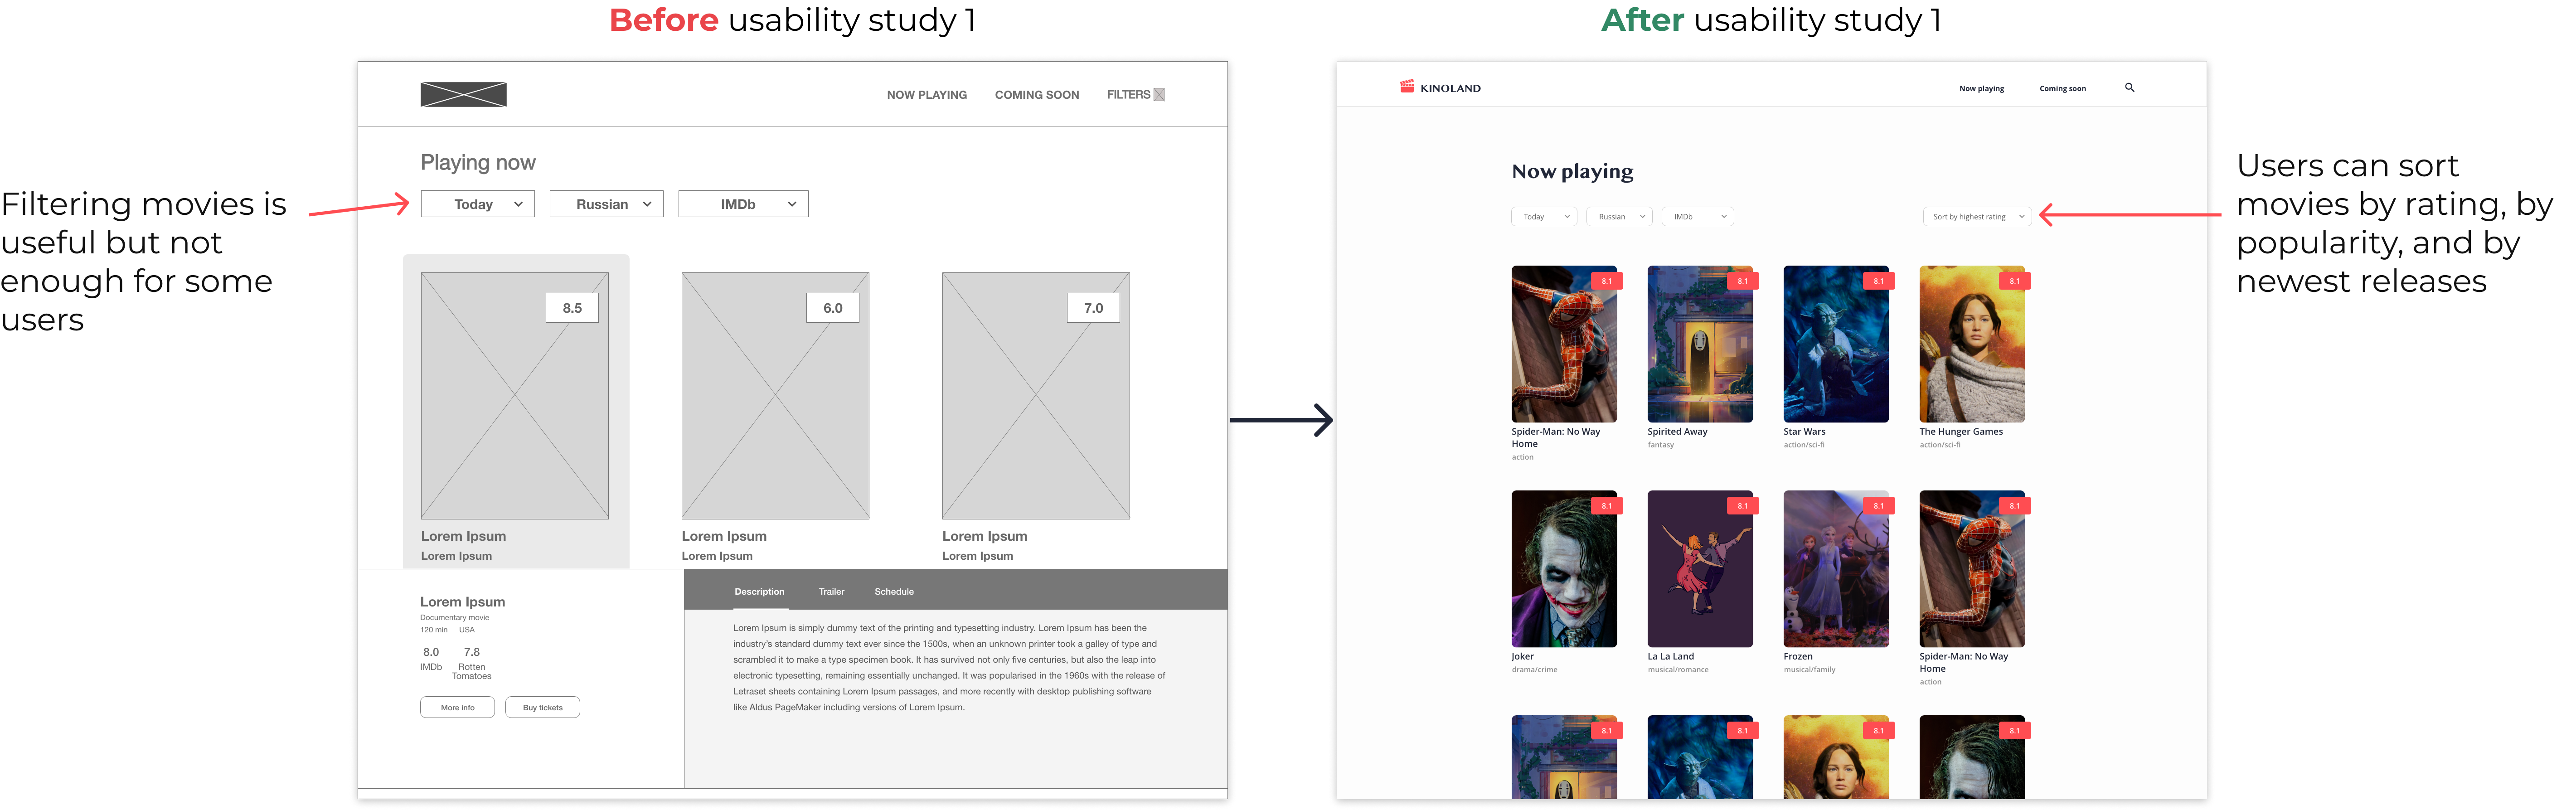 Before usability study 1
After usability study 1
Filtering movies is
useful but not
enough for some
users
NOW PLAYING
COMING SOON
FILTERS
Playing now
Today
Russian
IMDb
8.5
6.0
7.0
Lorem Ipsum
Lorem Ipsum
Lorem Ipsum
Lorem Ipsum
Lorem Ipsum
Lorem Ipsum
Lorem Ipsum
Documentary movie
120 min USA
8.0 7.8
IMDb Rotten
Tomatoes
More info
Buy tickets
Description
Trailer
Schedule
Lorem Ipsum is simply dummy text of the printing and typesetting industry. Lorem Ipsum has been the
industry's standard dummy text ever since the 1500s, when an unknown printer took a galley of type and
scrambled it to make a type specimen book. It has survived not only five centuries, but also the leap into
electronic typesetting, remaining essentially unchanged. It was popularised in the 1960s with the release of
Letraset sheets containing Lorem Ipsum passages, and more recently with desktop publishing software
like Aldus PageMaker including versions of Lorem Ipsum.
KINOLAND
Now playing
Coming soon
Now playing
Today
Russian
IMDb
Sort by highest rating
8.1
8.1
8.1
8.1
Spider-Man: No Way
Home
action
Spirited Away
fantasy
Star Wars
action/sci-fi
The Hunger Games
action/sci-fi
8.1
8.1
8.1
8.1
Joker
drama/crime
La La Land
musical/romance
Frozen
musical/family
Spider-Man: No Way
Home
action
8.1
8.1
8.1
8.1
Users can sort
movies by rating, by
popularity, and by
newest releases